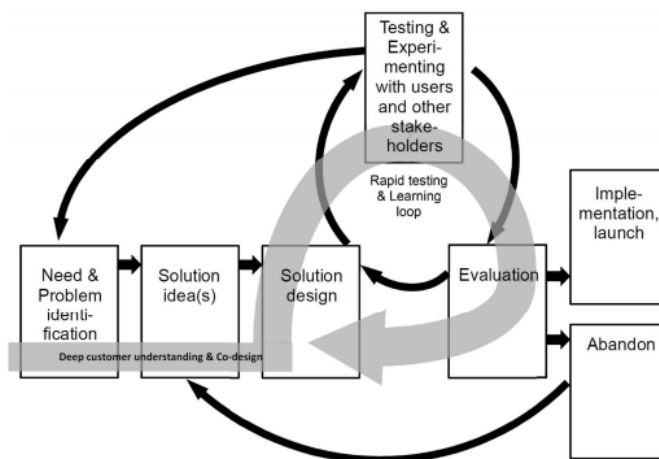 Testing &
Experi-
menting
with users
and other
stake-
holders
Rapid testing
& Learning
loop
Imple-
mentation,
launch
Need &
Problem
identi-
fication
Solution
idea(s)
Solution
design
Evaluation
Deep customer understanding & Co-design
Abandon